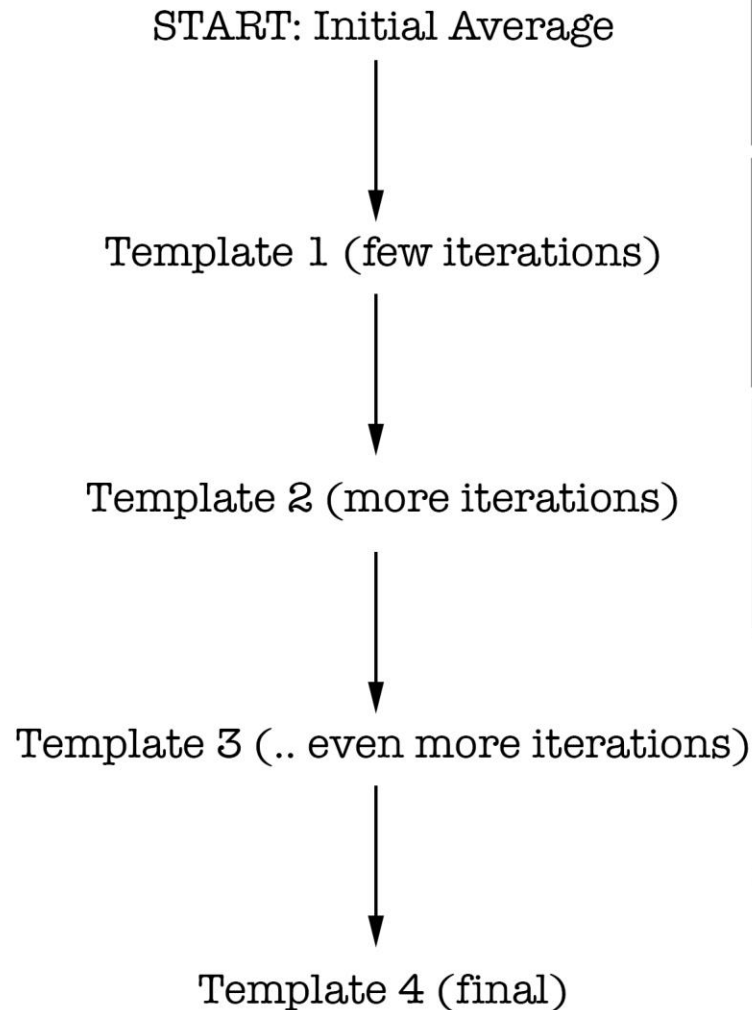 START: Initial Average
Template 1 (few iterations)
Template 2 (more iterations)
Template 3 (.. even more iterations)
Template 4 (final)